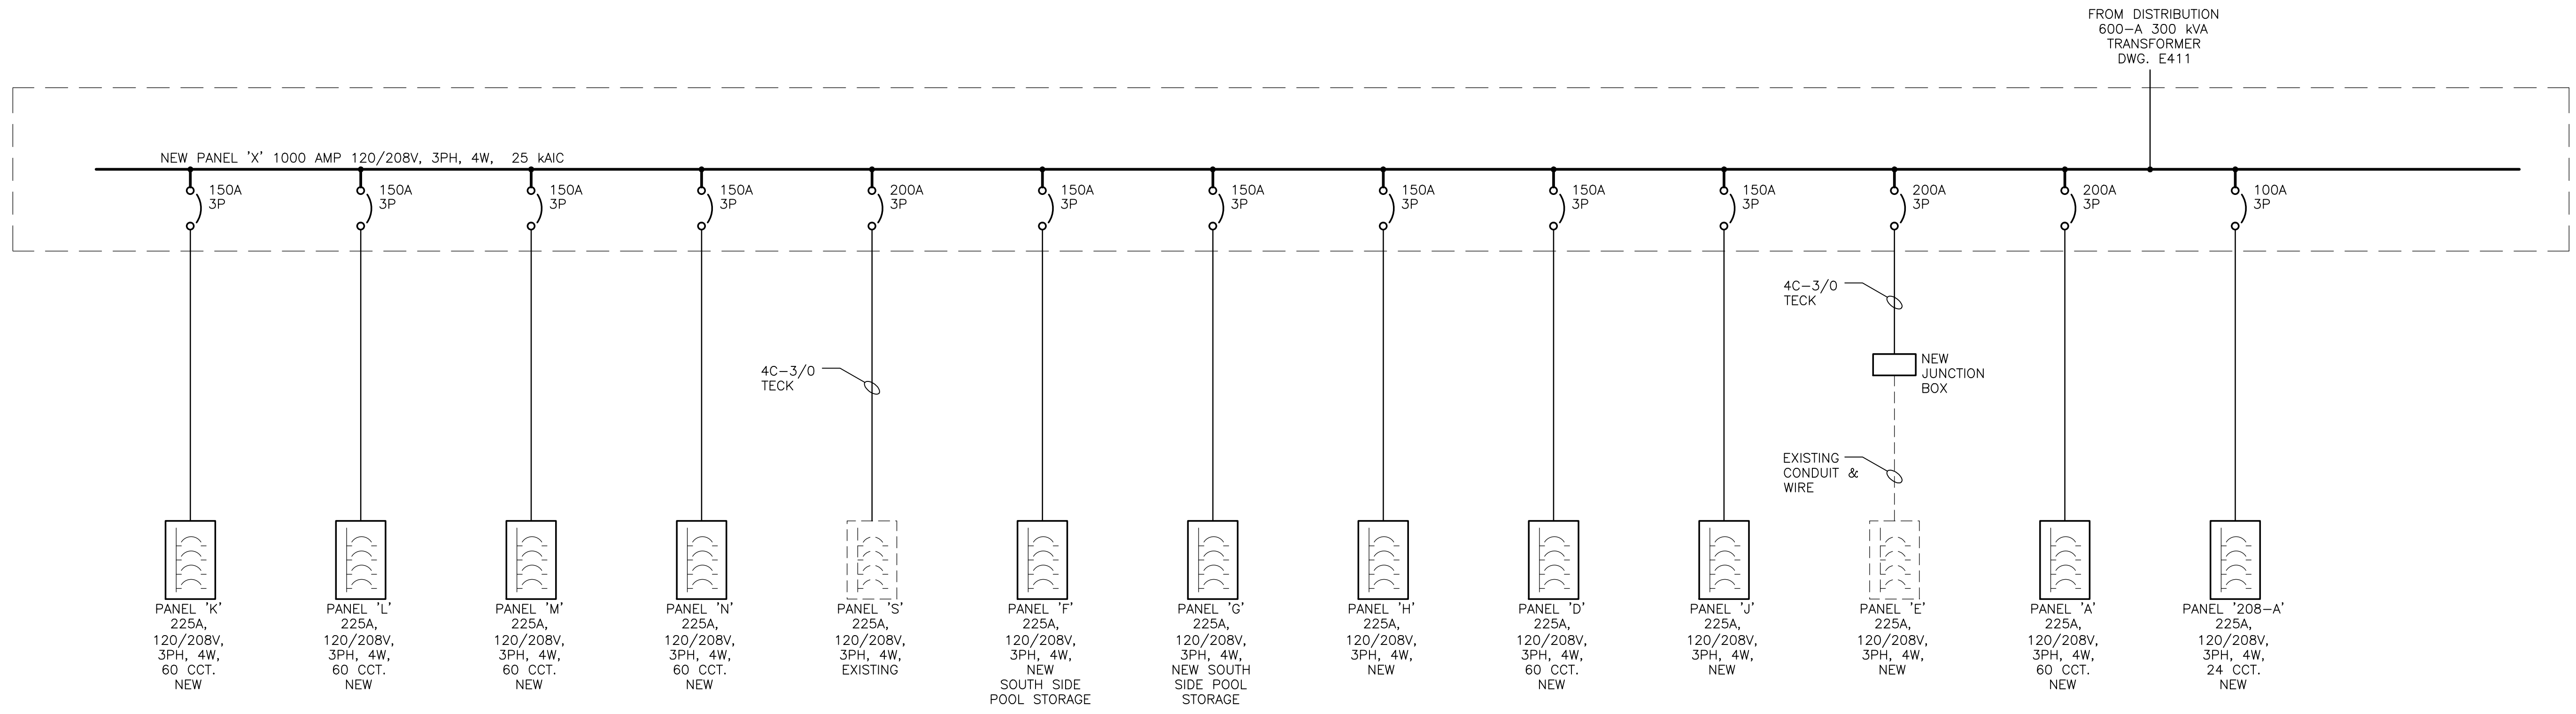 FROM DISTRIBUTION
600-A 300 kVA
TRANSFORMER
DWG. E411
NEW PANEL 'X' 1000 AMP 120/208V, 3PH, 4W, 25 kAIC
150A
3P
150A
3P
150A
3P
150A
3P
200A
3P
150A
3P
150A
3P
150A
3P
150A
3P
150A
3P
200A
3P
200A
3P
100A
3P
4C-3/0
TECK
4C-3/0
TECK
NEW
JUNCTION
BOX
EXISTING
CONDUIT &
WIRE
PANEL 'K'
225A,
120/208V,
3PH, 4W,
60 CCT.
NEW
PANEL 'L'
225A,
120/208V,
3PH, 4W,
60 CCT.
NEW
PANEL 'M'
225A,
120/208V,
3PH, 4W,
60 CCT.
NEW
PANEL 'N'
225A,
120/208V,
3PH, 4W,
60 CCT.
NEW
PANEL 'S'
225A,
120/208V,
3PH, 4W,
EXISTING
PANEL 'F'
225A,
120/208V,
3PH, 4W,
NEW
SOUTH SIDE
POOL STORAGE
PANEL 'G'
225A,
120/208V,
3PH, 4W,
NEW SOUTH
SIDE POOL
STORAGE
PANEL 'H'
225A,
120/208V,
3PH, 4W,
NEW
PANEL 'D'
225A,
120/208V,
3PH, 4W,
60 CCT.
NEW
PANEL 'J'
225A,
120/208V,
3PH, 4W,
NEW
PANEL 'E'
225A,
120/208V,
3PH, 4W,
NEW
PANEL 'A'
225A,
120/208V,
3PH, 4W,
60 CCT.
NEW
PANEL '208-A'
225A,
120/208V,
3PH, 4W,
24 CCT.
NEW